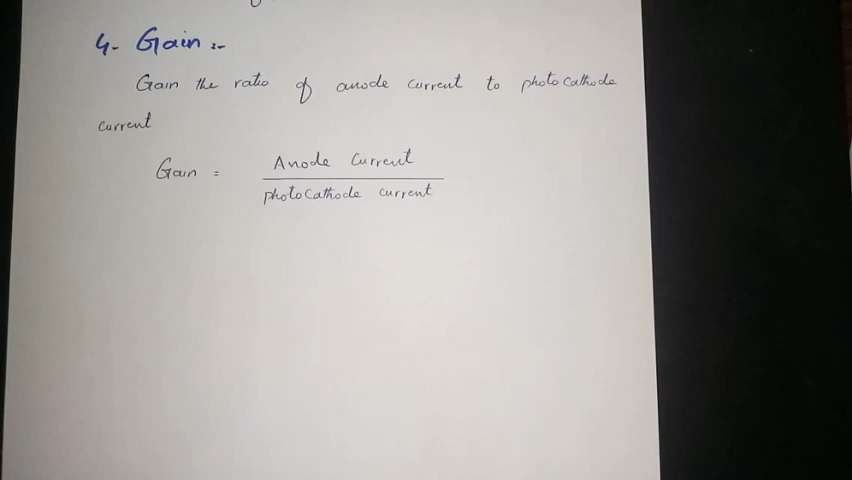 4- Gain :-
Gain the ratio of anode current to photocathode
current
Gain = Anode Current
photocathode current